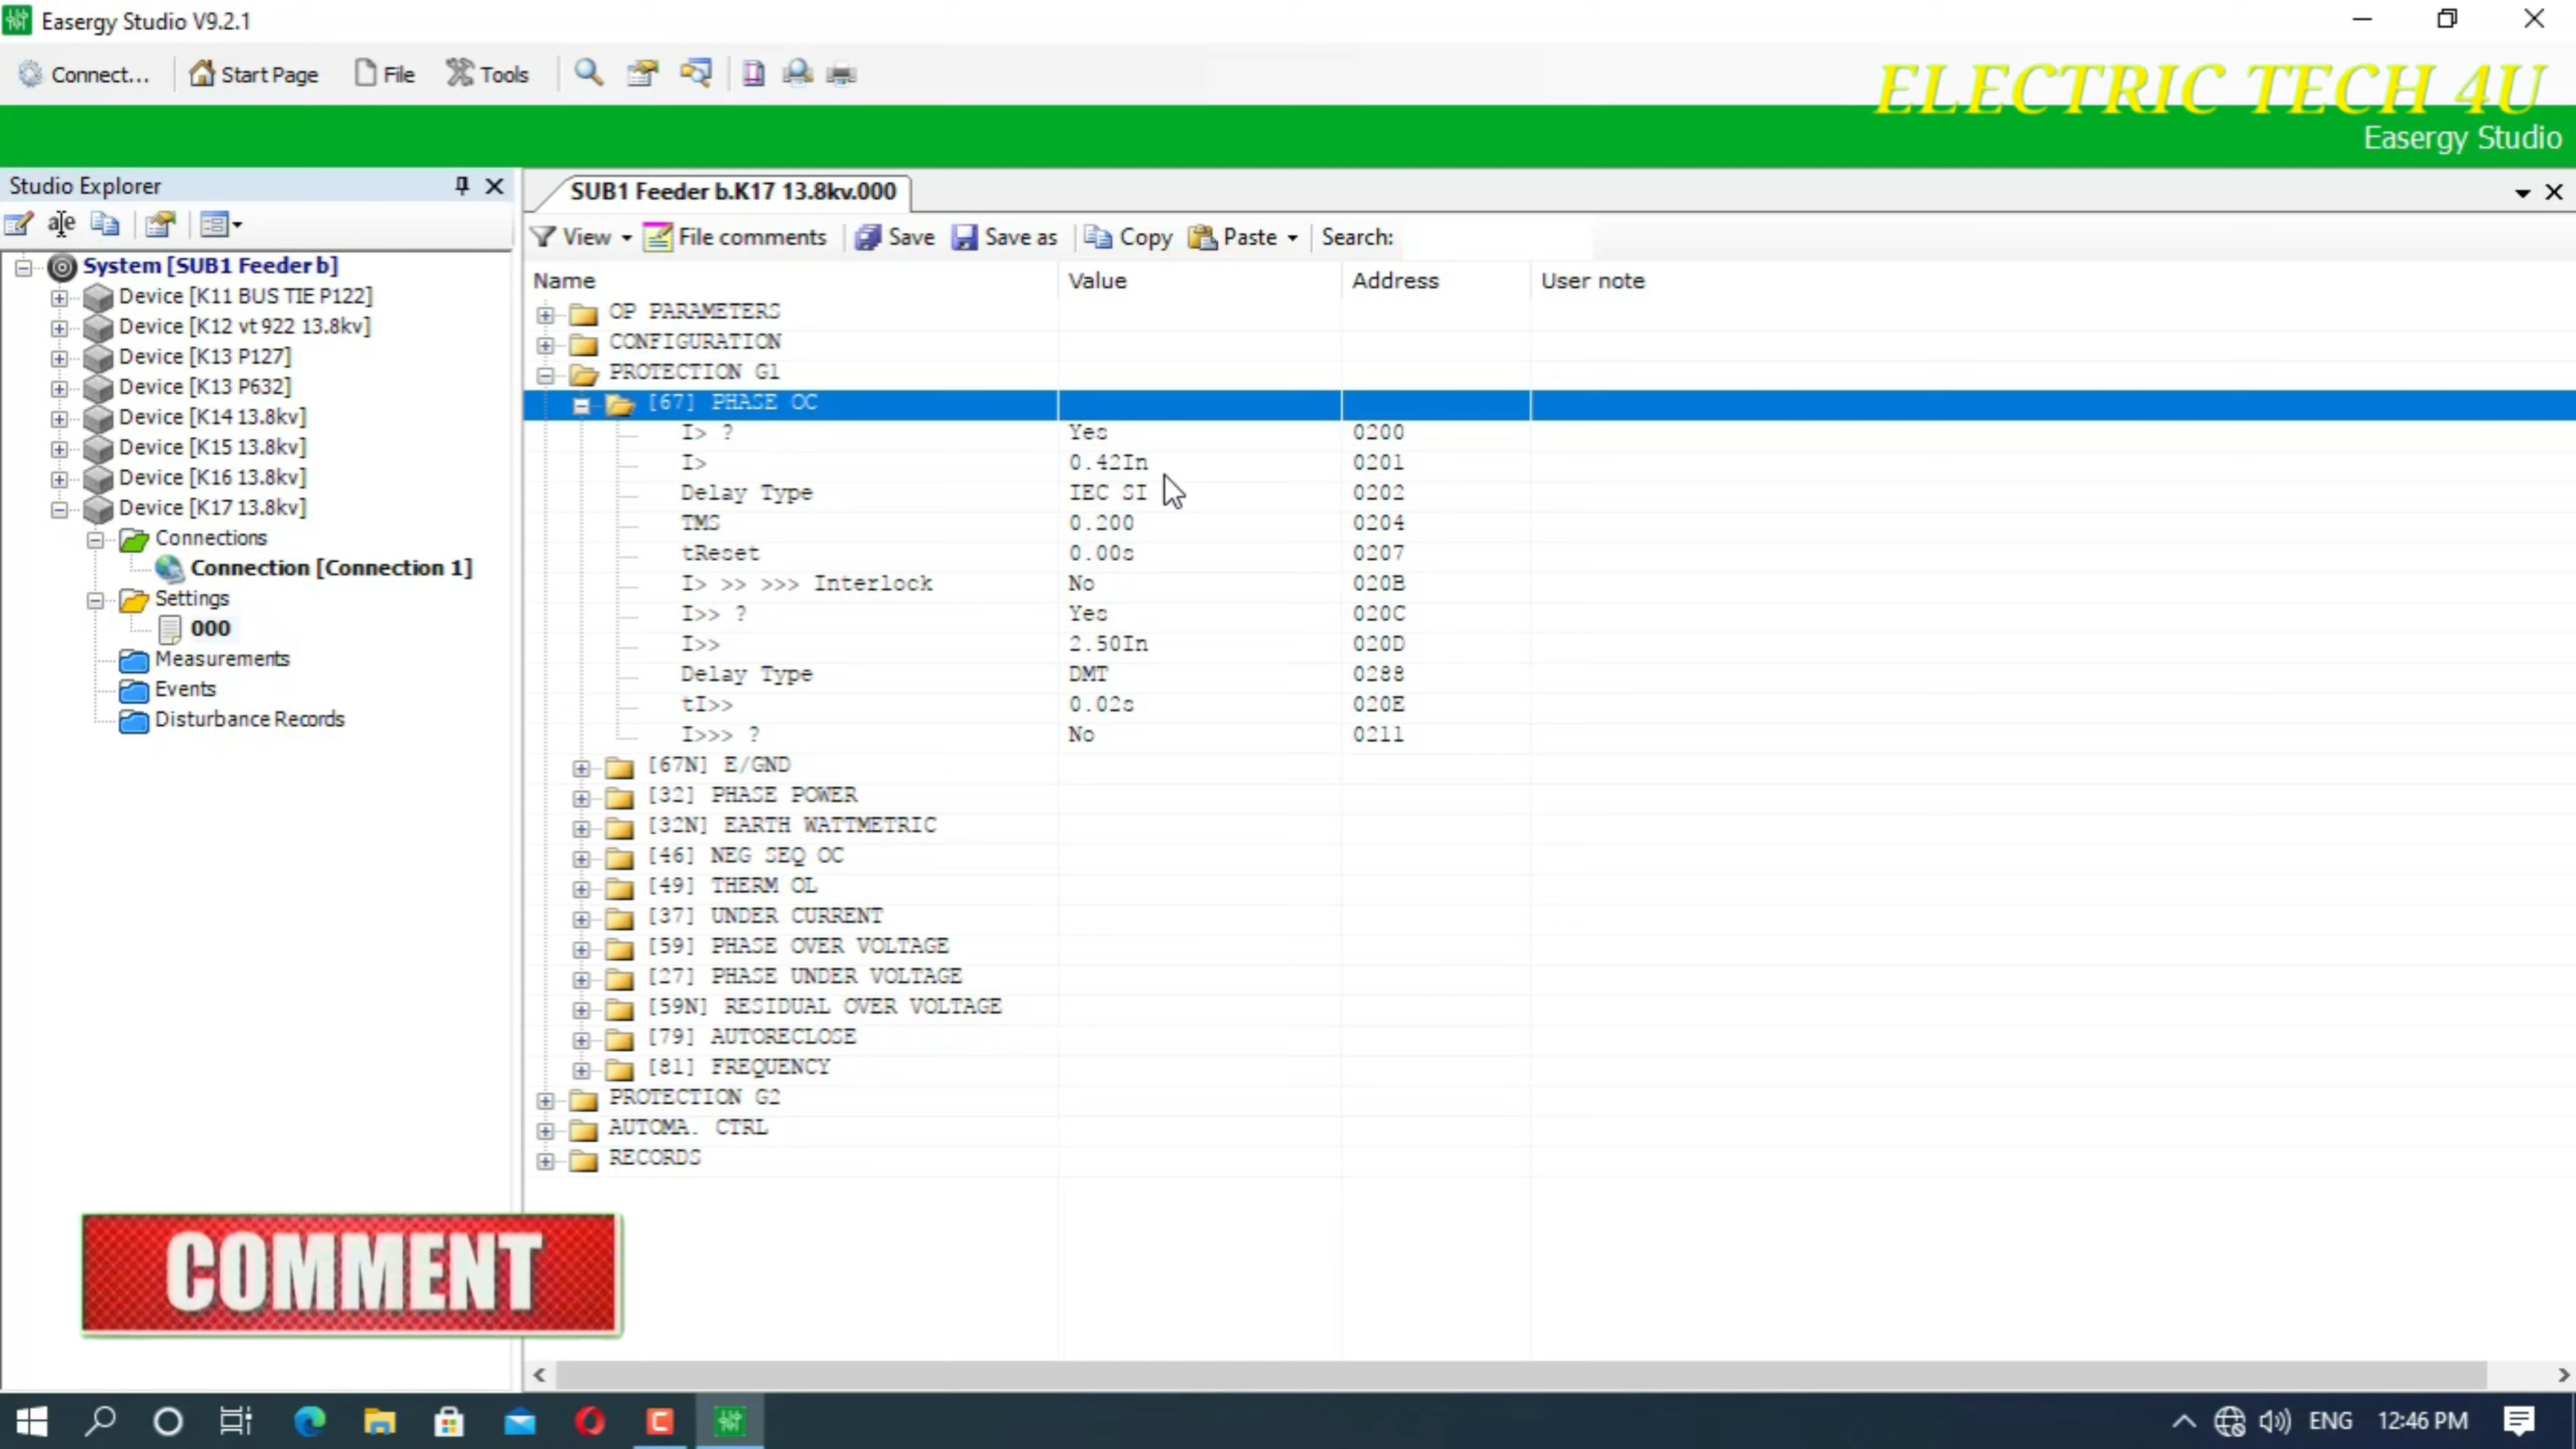 Easergy Studio V9.2.1
Connect... Start Page File Tools
ELECTRIC TECH 4U
Easergy Studio
Studio Explorer
System [SUB1 Feeder b]
Device [K11 BUS TIE P122]
Device [K12 vt 922 13.8kv]
Device [K13 P127]
Device [K13 P632]
Device [K14 13.8kv]
Device [K15 13.8kv]
Device [K16 13.8kv]
Device [K17 13.8kv]
Connections
Connection [Connection 1]
Settings
000
Measurements
Events
Disturbance Records
SUB1 Feeder b.K17 13.8kv.000
View File comments Save Save as Copy Paste Search:
Name Value Address User note
OP PARAMETERS
CONFIGURATION
PROTECTION G1
[67] PHASE OC
I> ? Yes 0200
I> 0.42In 0201
Delay Type IEC SI 0202
TMS 0.200 0204
tReset 0.00s 0207
I> >> >>> Interlock No 020B
I>> ? Yes 020C
I>> 2.50In 020D
Delay Type DMT 0288
tI>> 0.02s 020E
I>>> ? No 0211
[67N] E/GND
[32] PHASE POWER
[32N] EARTH WATTMETRIC
[46] NEG SEQ OC
[49] THERM OL
[37] UNDER CURRENT
[59] PHASE OVER VOLTAGE
[27] PHASE UNDER VOLTAGE
[59N] RESIDUAL OVER VOLTAGE
[79] AUTORECLOSE
[81] FREQUENCY
PROTECTION G2
AUTOMA. CTRL
RECORDS
COMMENT
ENG 12:46 PM